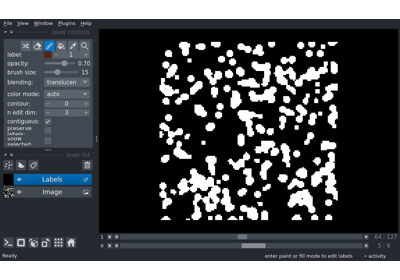 File View Window Plugins Help
layer controls
label: 1
opacity: 0.70
brush size: 15
blending: translucen
color mode: auto
contour: 0
n edit dim: 3
contiguous:
preserve labels:
show selected:
layer list
Labels
Image
1 64 127
0 5 9
Ready enter paint or fill mode to edit labels activity